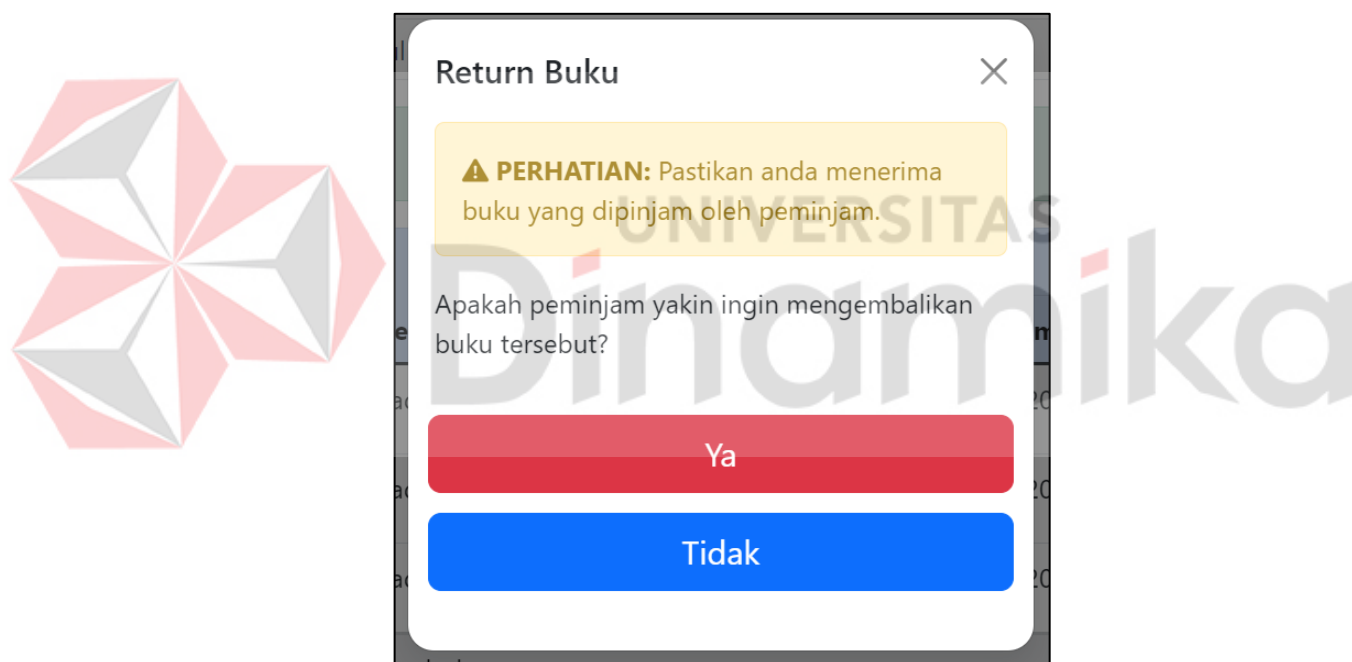 Return Buku
PERHATIAN: Pastikan anda menerima
buku yang dipinjam oleh peminjam.
UNIVERSITAS
Dinamika
Apakah peminjam yakin ingin mengembalikan
buku tersebut?
Ya
Tidak